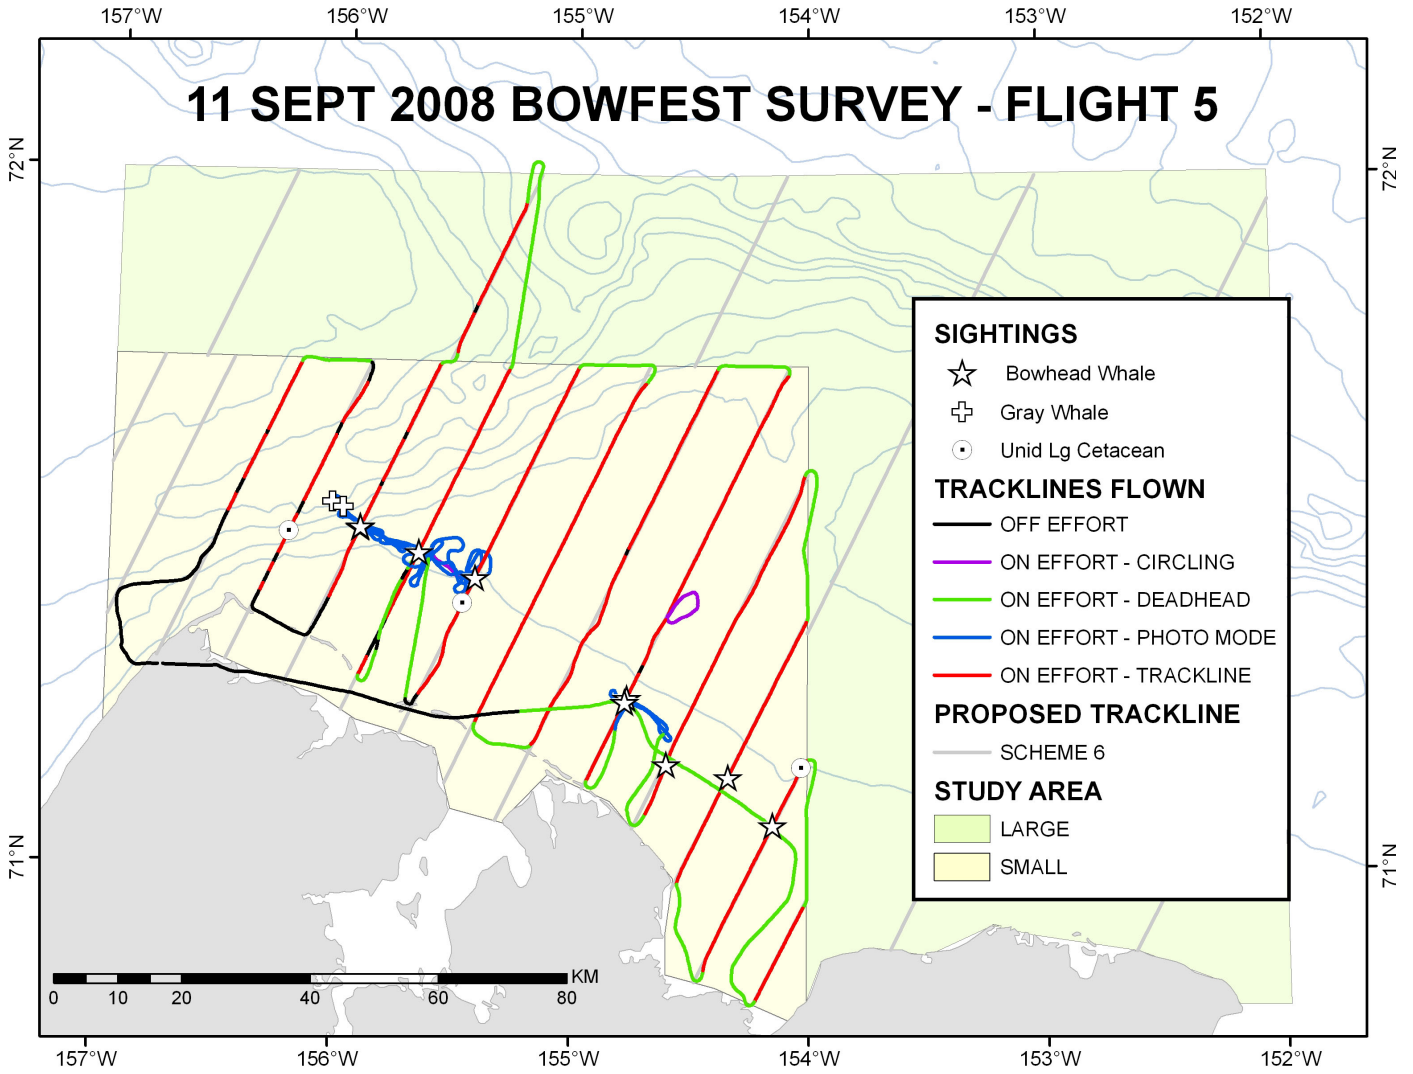 157°W 156°W 155°W 154°W 153°W 152°W
11 SEPT 2008 BOWFEST SURVEY - FLIGHT 5
72°N 72°N
SIGHTINGS
Bowhead Whale
Gray Whale
Unid Lg Cetacean
TRACKLINES FLOWN
OFF EFFORT
ON EFFORT - CIRCLING
ON EFFORT - DEADHEAD
ON EFFORT - PHOTO MODE
ON EFFORT - TRACKLINE
PROPOSED TRACKLINE
SCHEME 6
STUDY AREA
LARGE
SMALL
71°N 71°N
KM
0 10 20 40 60 80
157°W 156°W 155°W 154°W 153°W 152°W